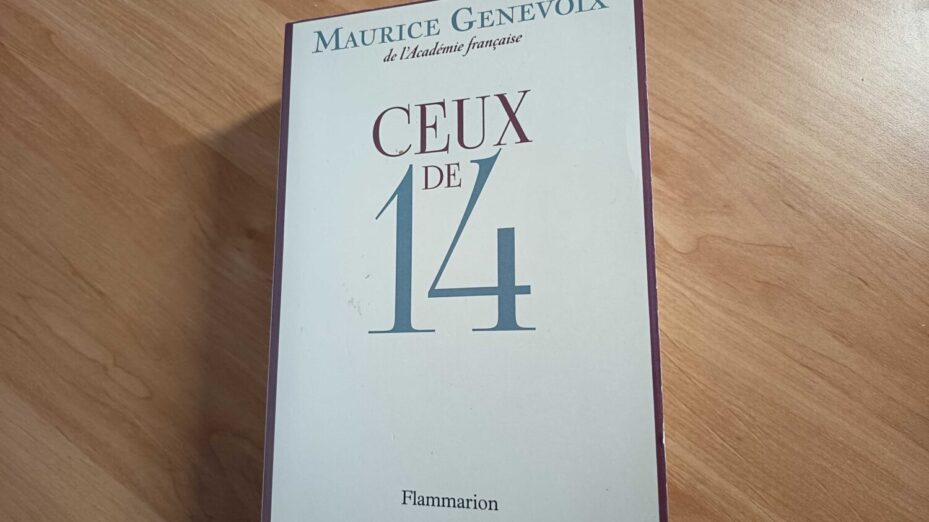 MAURICE GENEVOIX
de l'Académie française
CEUX
DE
14
Flammarion